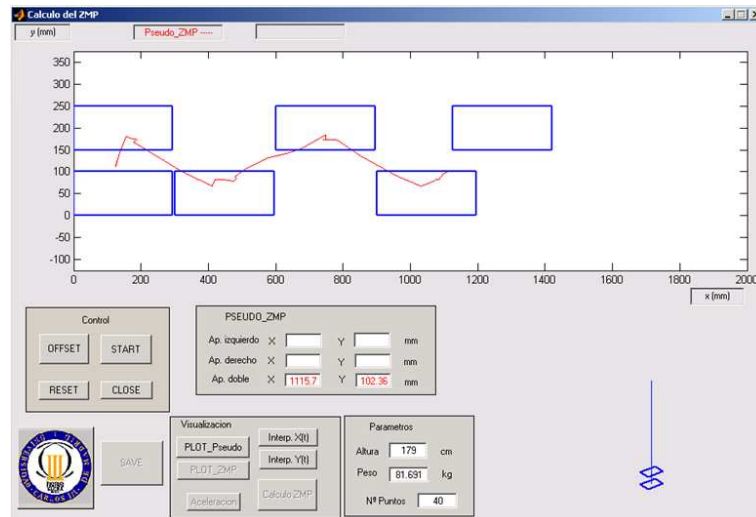 Calculo del ZMP
y (mm) Pseudo_ZMP -----
350
300
250
200
150
100
50
0
-50
-100
0 200 400 600 800 1000 1200 1400 1600 1800 2000
x (mm)
Control
OFFSET START
RESET CLOSE
PSEUDO_ZMP
Ap. izquierdo X Y mm
Ap. derecho X Y mm
Ap. doble X 1115.7 Y 102.36 mm
SAVE
Visualizacion
PLOT_Pseudo Interp. X(t)
PLOT_ZMP Interp. Y(t)
Aceleracion Calculo ZMP
Parametros
Altura 179 cm
Peso 81.691 kg
Nº Puntos 40